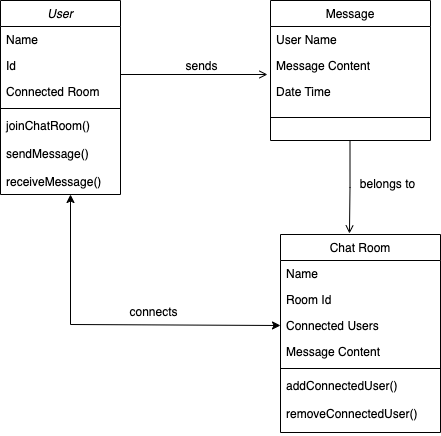 User
Name
Id
Connected Room
joinChatRoom()
sendMessage()
receiveMessage()
sends
Message
User Name
Message Content
Date Time
belongs to
connects
Chat Room
Name
Room Id
Connected Users
Message Content
addConnectedUser()
removeConnectedUser()